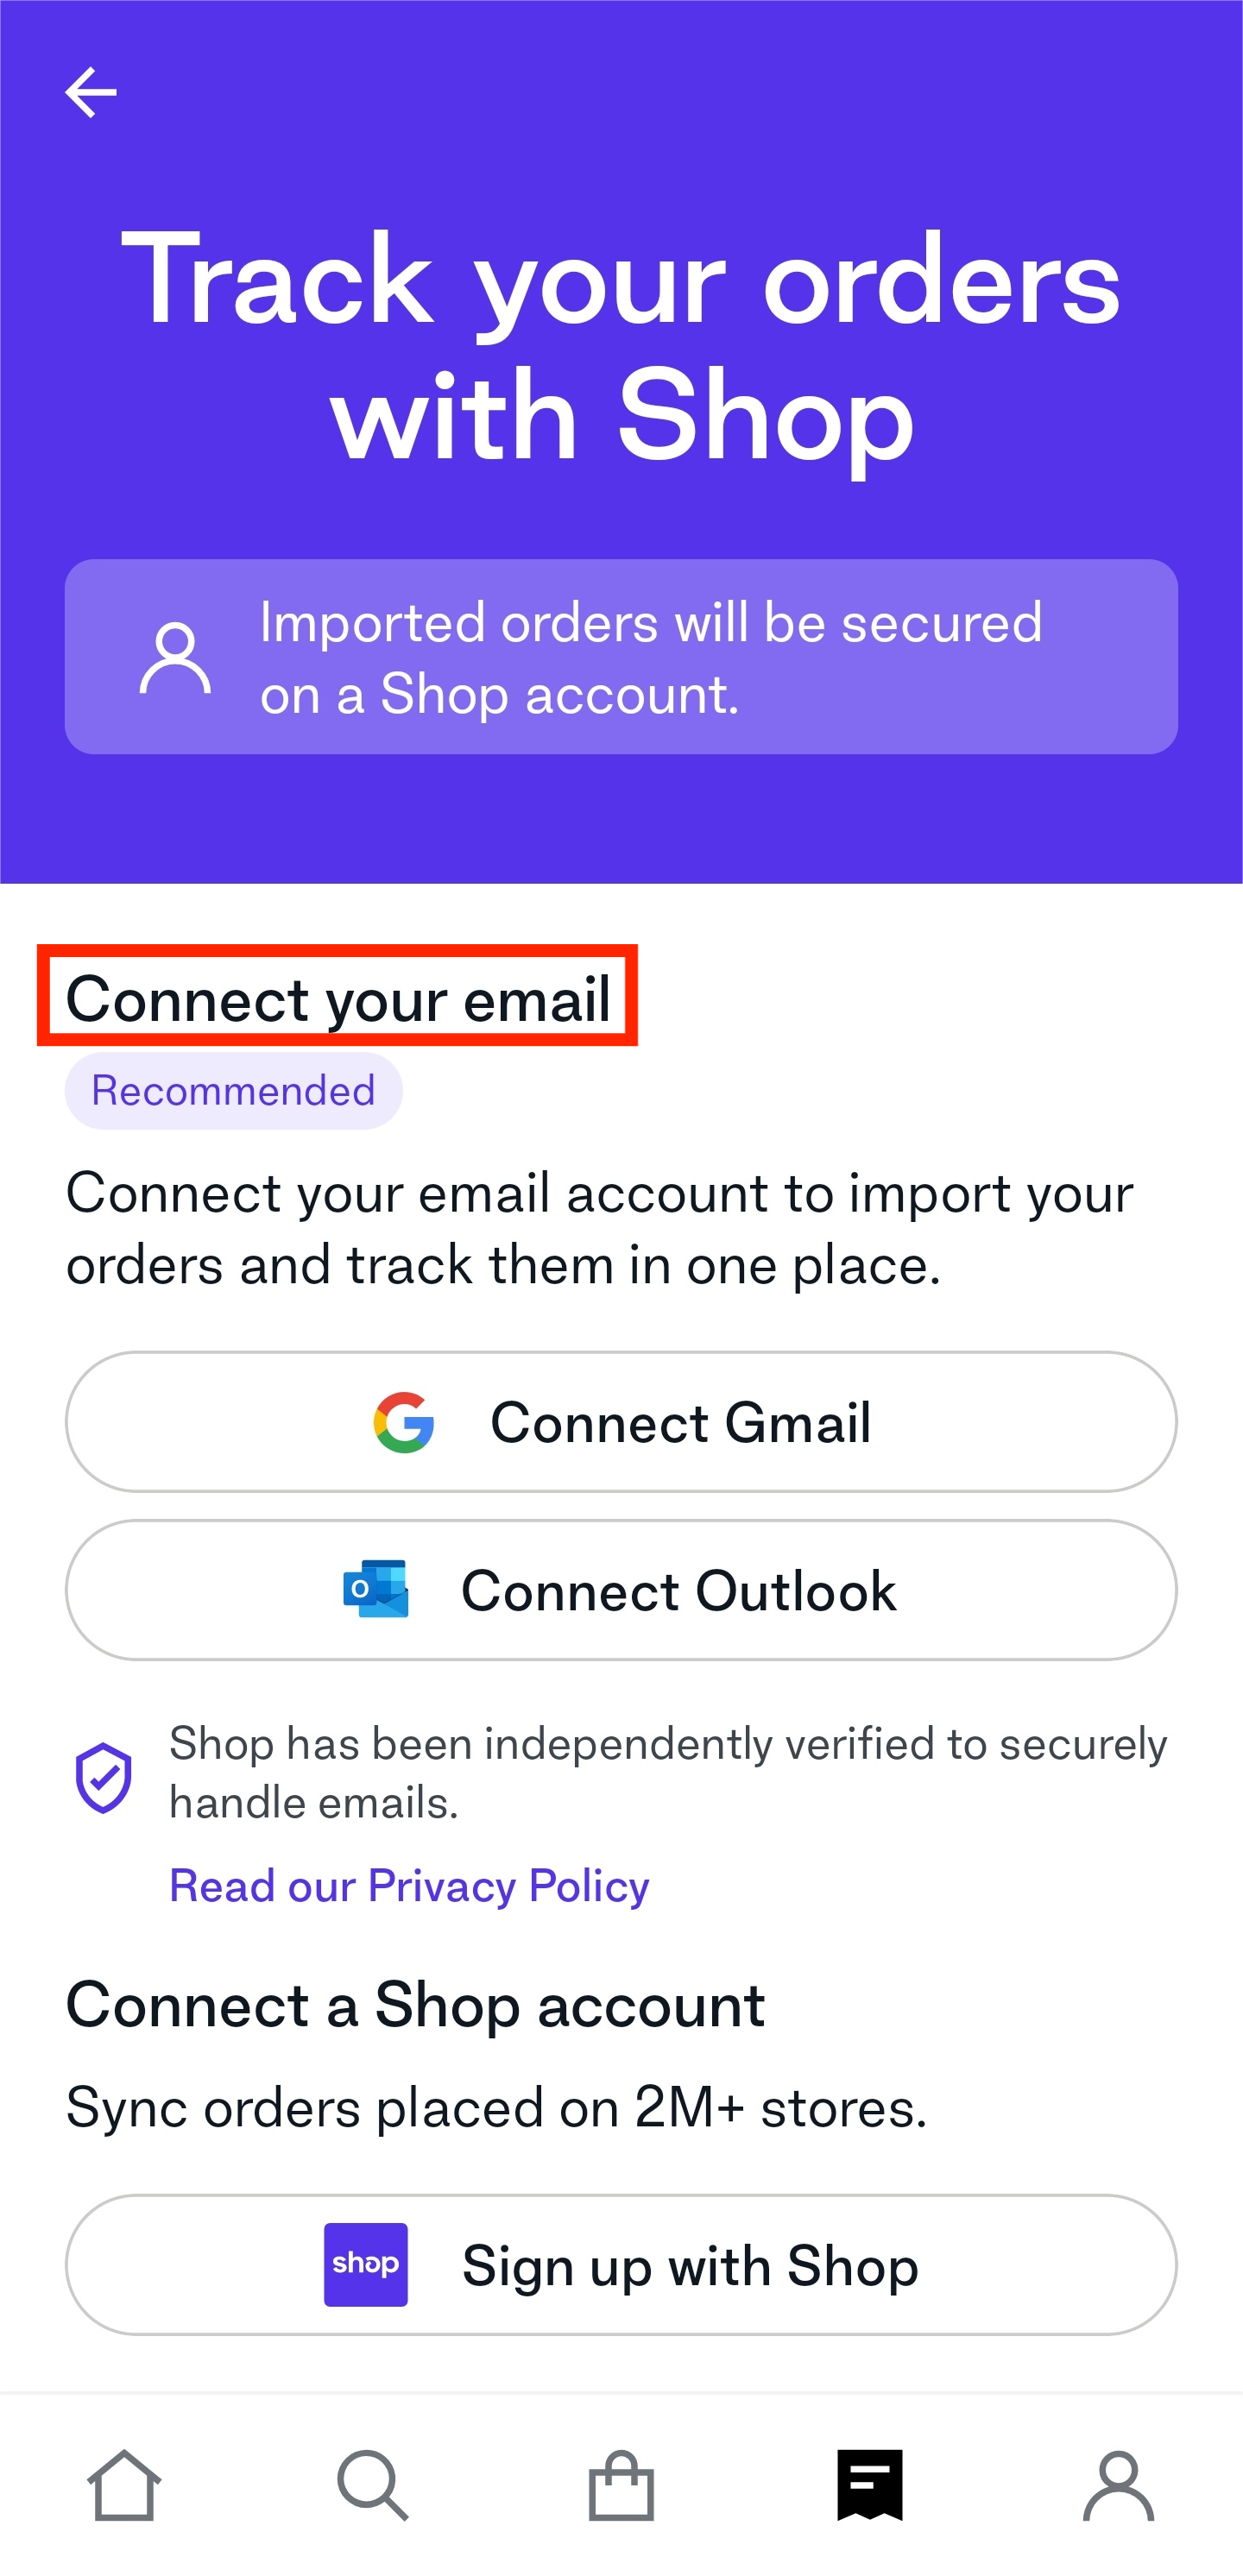 Track your orders
with Shop
Imported orders will be secured
on a Shop account.
Connect your email
Recommended
Connect your email account to import your
orders and track them in one place.
Connect Gmail
O Connect Outlook
Shop has been independently verified to securely
handle emails.
Read our Privacy Policy
Connect a Shop account
Sync orders placed on 2M+ stores.
shop Sign up with Shop